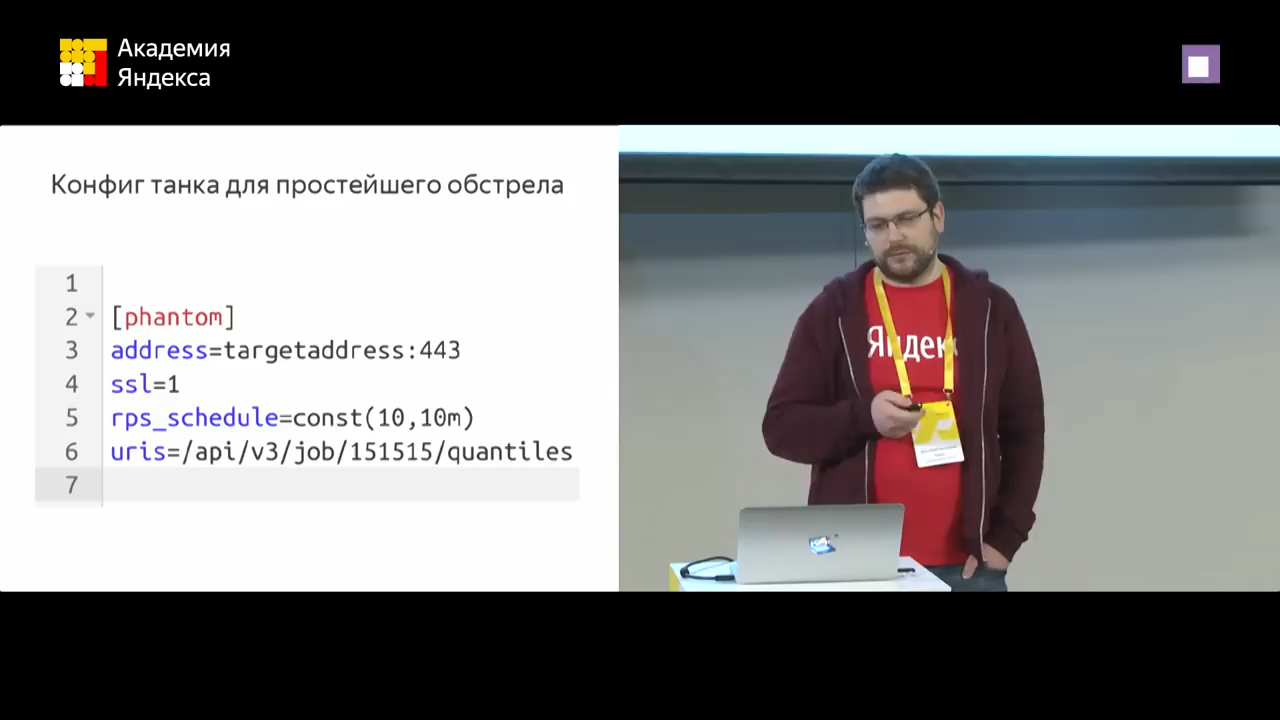 Академия
Яндекса
Конфиг танка для простейшего обстрела
1
2 [phantom]
3 address=targetaddress:443
4 ssl=1
5 rps_schedule=const(10,10m)
6 uris=/api/v3/job/151515/quantiles
7
Яндекс